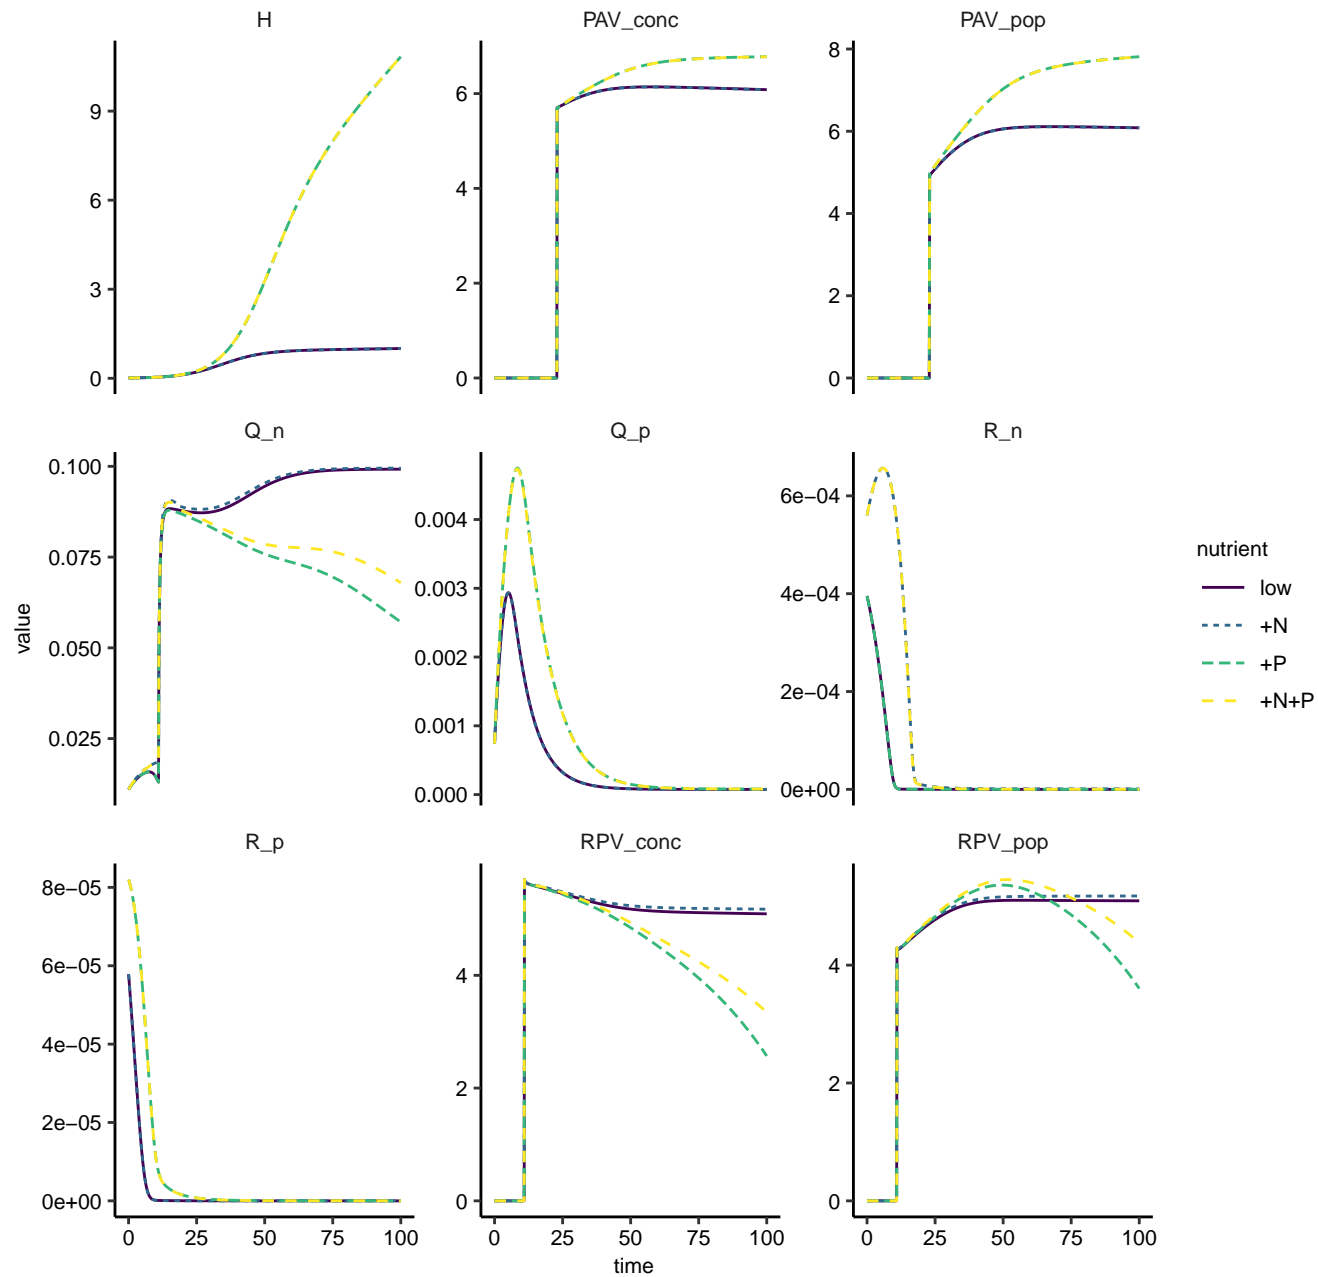 H
PAV_conc
PAV_pop
9
6
3
0
6
4
2
0
8
6
4
2
0
Q_n
Q_p
R_n
0.100
0.075
0.050
0.025
0.004
0.003
0.002
0.001
0.000
6e−04
4e−04
2e−04
0e+00
R_p
RPV_conc
RPV_pop
8e−05
6e−05
4e−05
2e−05
0e+00
4
2
0
4
2
0
0 25 50 75 100
0 25 50 75 100
0 25 50 75 100
time
value
nutrient
low
+N
+P
+N+P